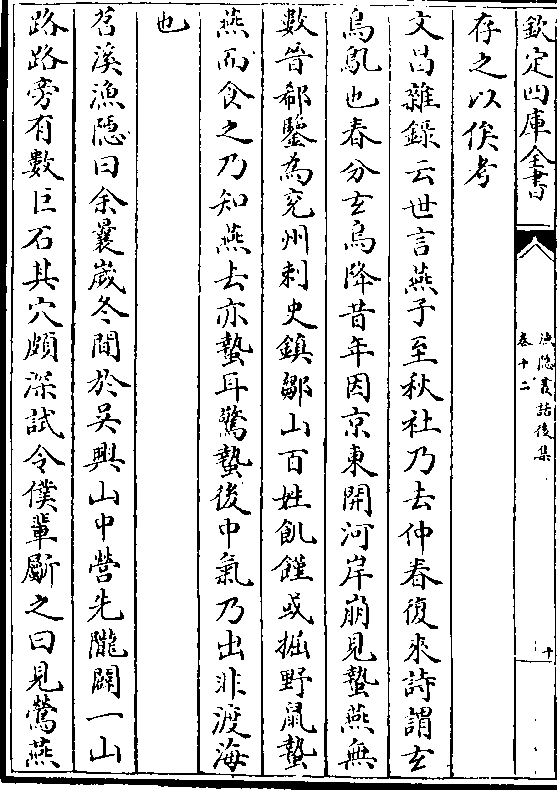 欽定四庫全書
漁隱叢話後集
卷十二
十
存之以俟考
文昌雜錄云世言燕子至秋社乃去仲春復來詩謂玄
鳥鳦也春分玄鳥降昔年因京東開河岸崩見蟄燕無
數晉郗鑒為兗州刺史鎮鄒山百姓飢饉或掘野鼠蟄
燕而食之乃知燕去亦蟄耳驚蟄後中氣乃出非渡海
也
苕溪漁隱曰余曩歲冬間於吳興山中營先隴闢一山
路路旁有數巨石其穴頗深試令僕輩斸之曰見鶯燕